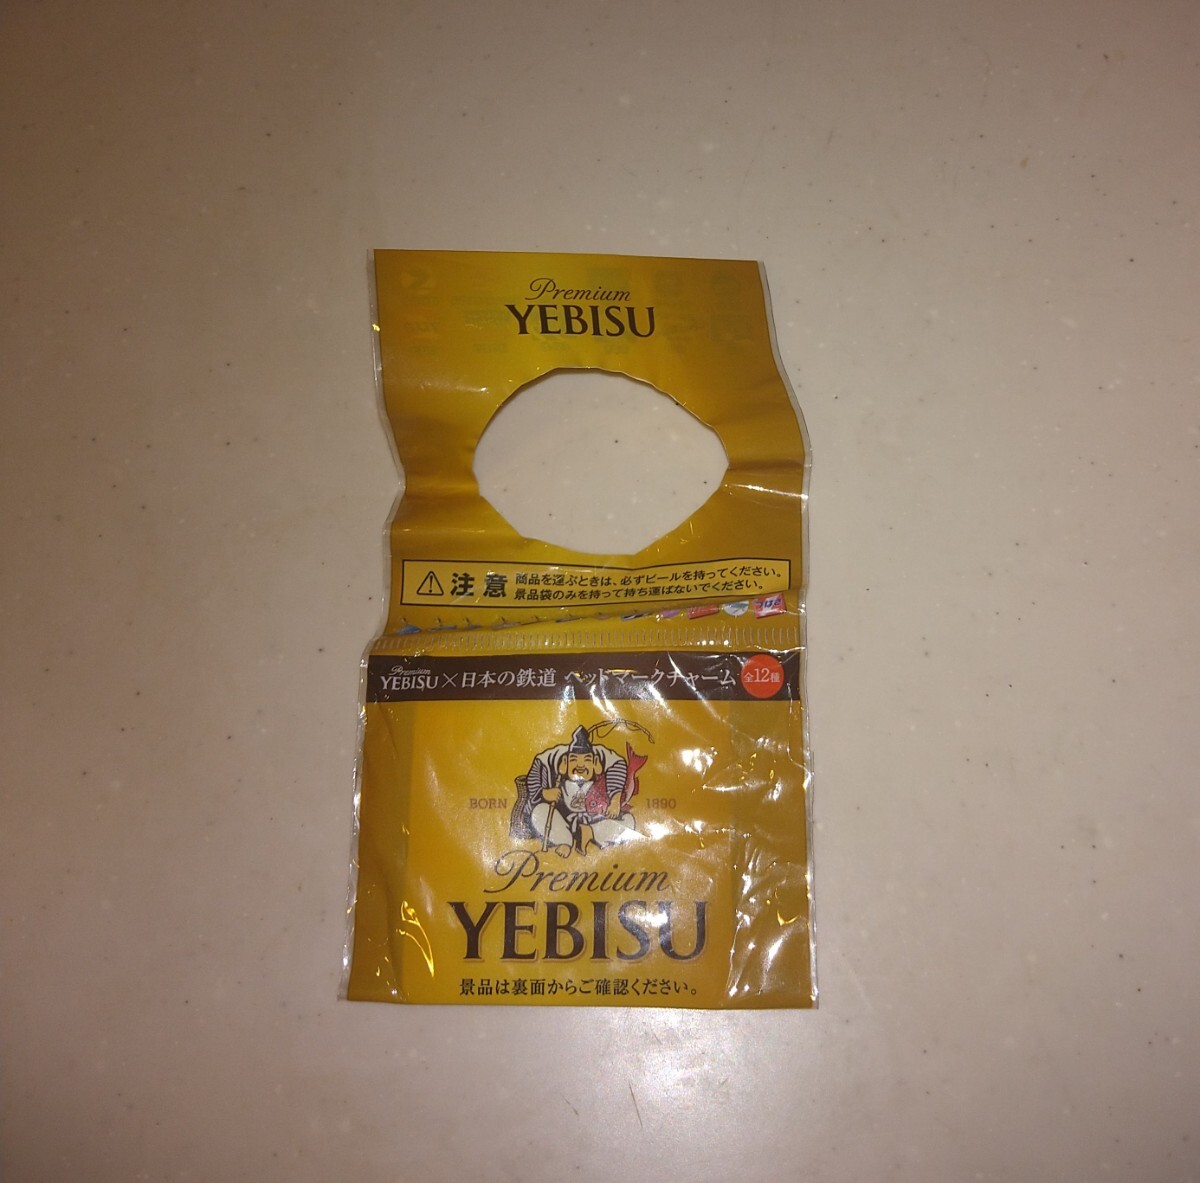 Premium
YEBISU
注意
商品を運ぶときは、必ずビールを持ってください。
景品袋のみを持って持ち運ばないでください。
つばさ
Premium
YEBISU×日本の鉄道 ヘッドマークチャーム 全12種
BORN 1890
Premium
YEBISU
景品は裏面からご確認ください。